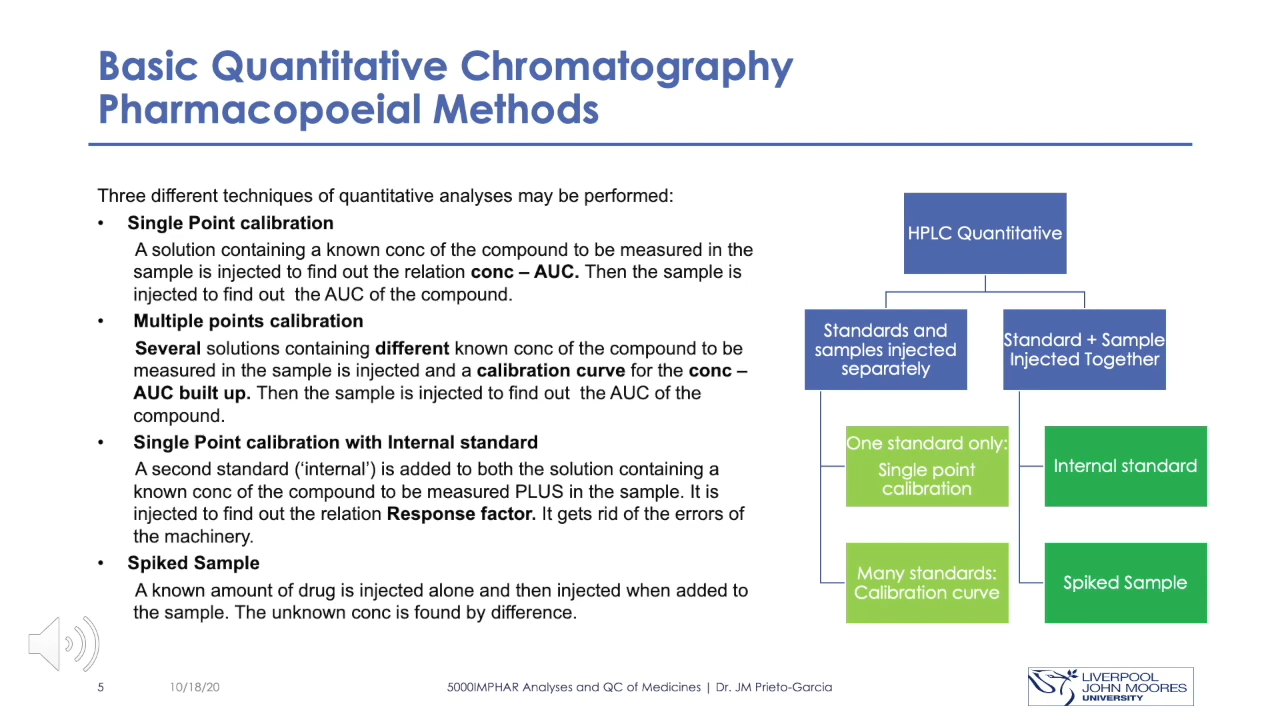 Basic Quantitative Chromatography
Pharmacopoeial Methods
Three different techniques of quantitative analyses may be performed:
• Single Point calibration
A solution containing a known conc of the compound to be measured in the
sample is injected to find out the relation conc – AUC. Then the sample is
injected to find out the AUC of the compound.
• Multiple points calibration
Several solutions containing different known conc of the compound to be
measured in the sample is injected and a calibration curve for the conc –
AUC built up. Then the sample is injected to find out the AUC of the
compound.
• Single Point calibration with Internal standard
A second standard (‘internal’) is added to both the solution containing a
known conc of the compound to be measured PLUS in the sample. It is
injected to find out the relation Response factor. It gets rid of the errors of
the machinery.
• Spiked Sample
A known amount of drug is injected alone and then injected when added to
the sample. The unknown conc is found by difference.
HPLC Quantitative
Standards and
samples injected
separately
Standard + Sample
Injected Together
One standard only:
Single point
calibration
Internal standard
Many standards:
Calibration curve
Spiked Sample
5
10/18/20
5000IMPHAR Analyses and QC of Medicines | Dr. JM Prieto-Garcia
LIVERPOOL
JOHN MOORES
UNIVERSITY